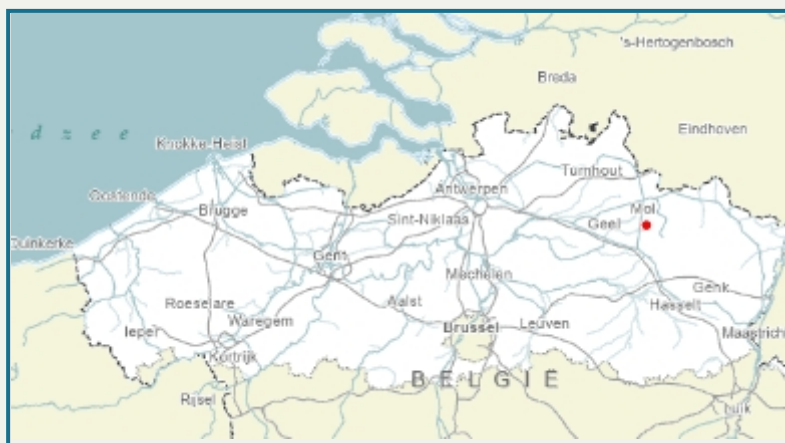 's-Hertogenbosch
Breda
d z e e
Eindhoven
Knokke-Heist
Turnhout
Oostende
Antwerpen
Brugge
Sint-Niklaas
Mol
Geel
Duinkerke
Gent
Mechelen
Genk
Roeselare
Aalst
Hasselt
Ieper
Waregem
Brussel
Leuven
Maastrich
Kortrijk
BELGIË
Rijsel
Luik